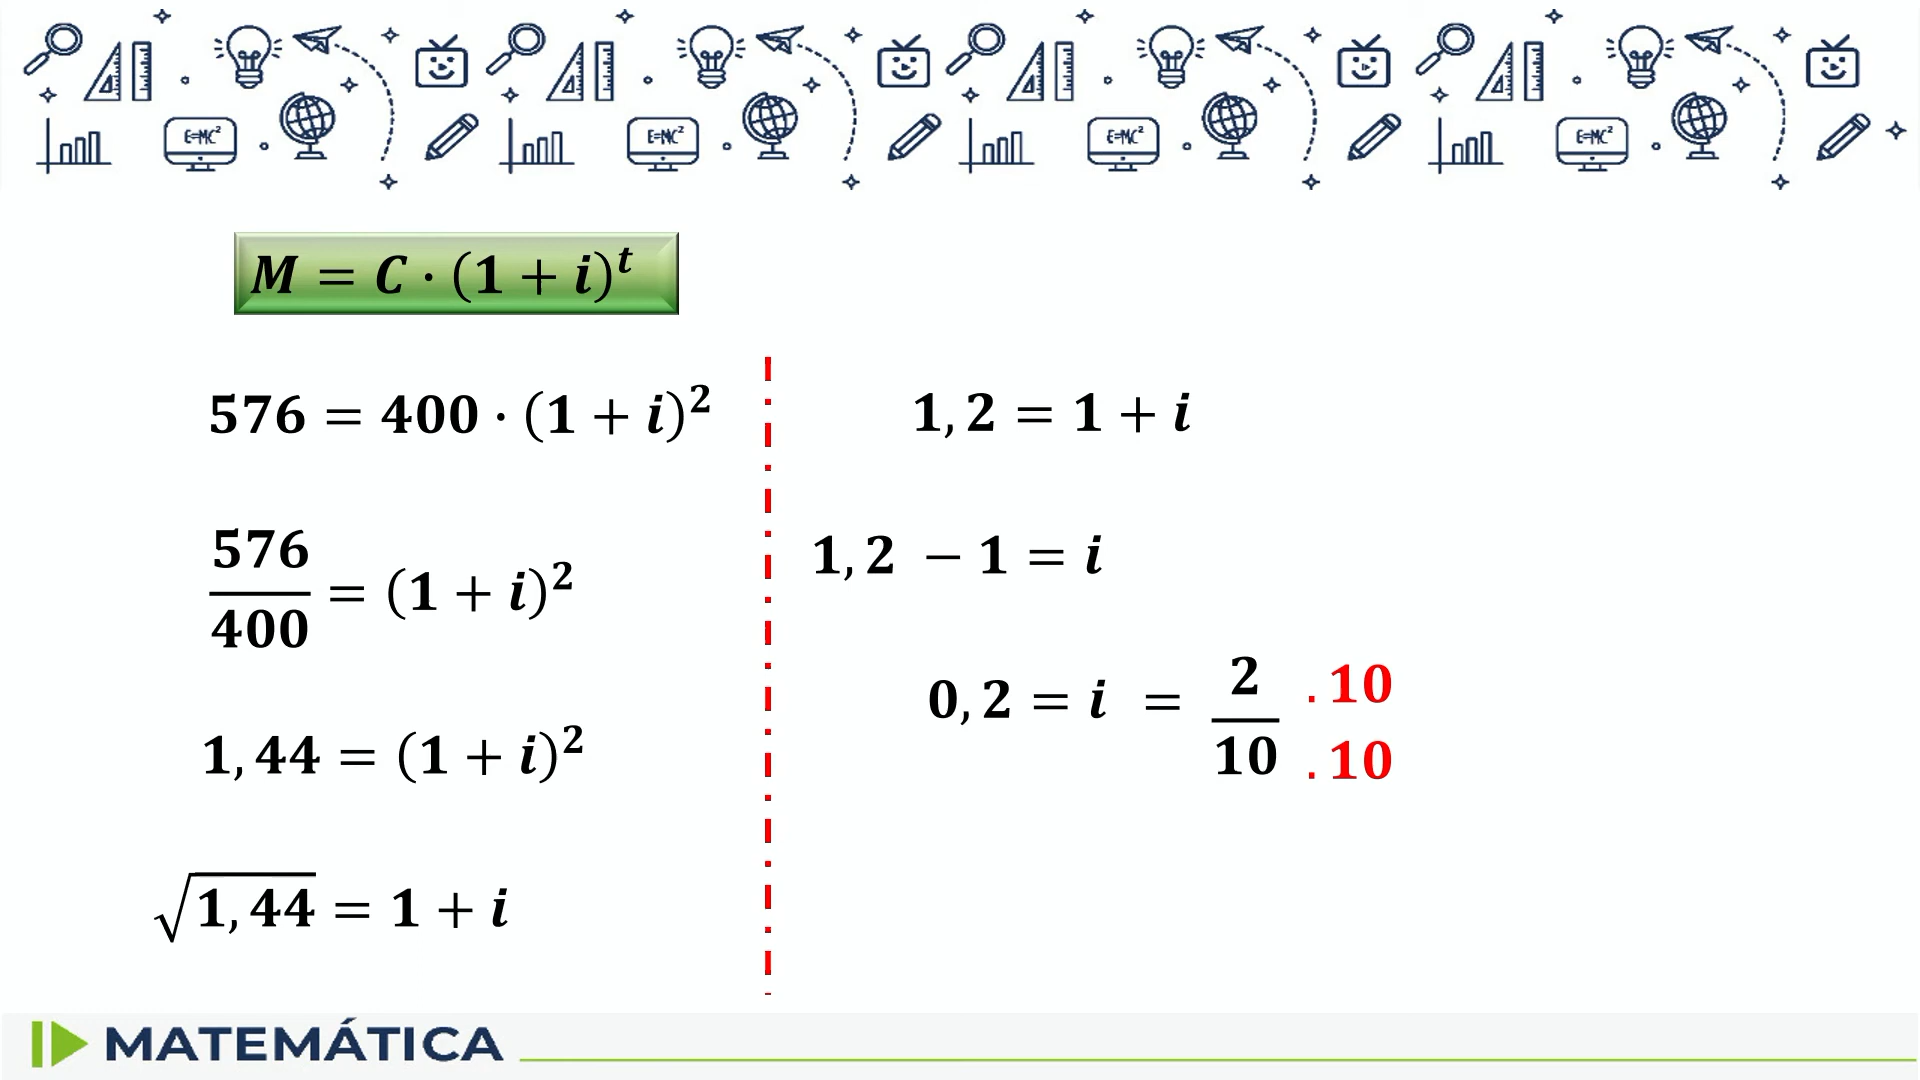 E=MC² E=MC² E=MC² E=MC²
M = C · (1 + i)ᵗ
576 = 400 · (1 + i)²
576
400
= (1 + i)²
1,44 = (1 + i)²
√1,44 = 1 + i
1,2 = 1 + i
1,2 − 1 = i
0,2 = i = 2/10 . 10 . 10
MATEMÁTICA